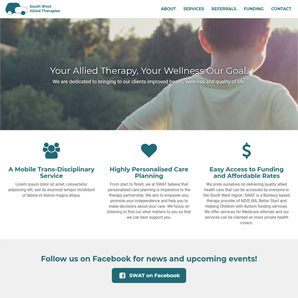 South West
Allied Therapies
ABOUT SERVICES REFERRALS FUNDING CONTACT
Your Allied Therapy, Your Wellness Our Goal.
We are dedicated to bringing to our clients improved health, wellness and quality of life.
A Mobile Trans-Disciplinary
Service
Lorem ipsum dolor sit amet, consectetur
adipiscing elit, sed do eiusmod tempor incididunt
ut labore et dolore magna aliqua.
Highly Personalised Care
Planning
From start to finish, we at SWAT believe that
personalised care planning is imperative to the
therapy partnership. We aim to empower you,
promote your independence and help you to
make decisions about your care. We focus on
listening to find out what matters to you so that
we can best support you.
Easy Access to Funding
and Affordable Rates
We pride ourselves on delivering quality allied
health care that can be accessed by everyone in
the South West region. SWAT is a Bunbury based
therapy provider of NDIS WA, Better Start and
Helping Children with Autism funding services.
We offer services for Medicare referrals and our
services can be claimed on most private health
covers.
Follow us on Facebook for news and upcoming events!
SWAT on Facebook